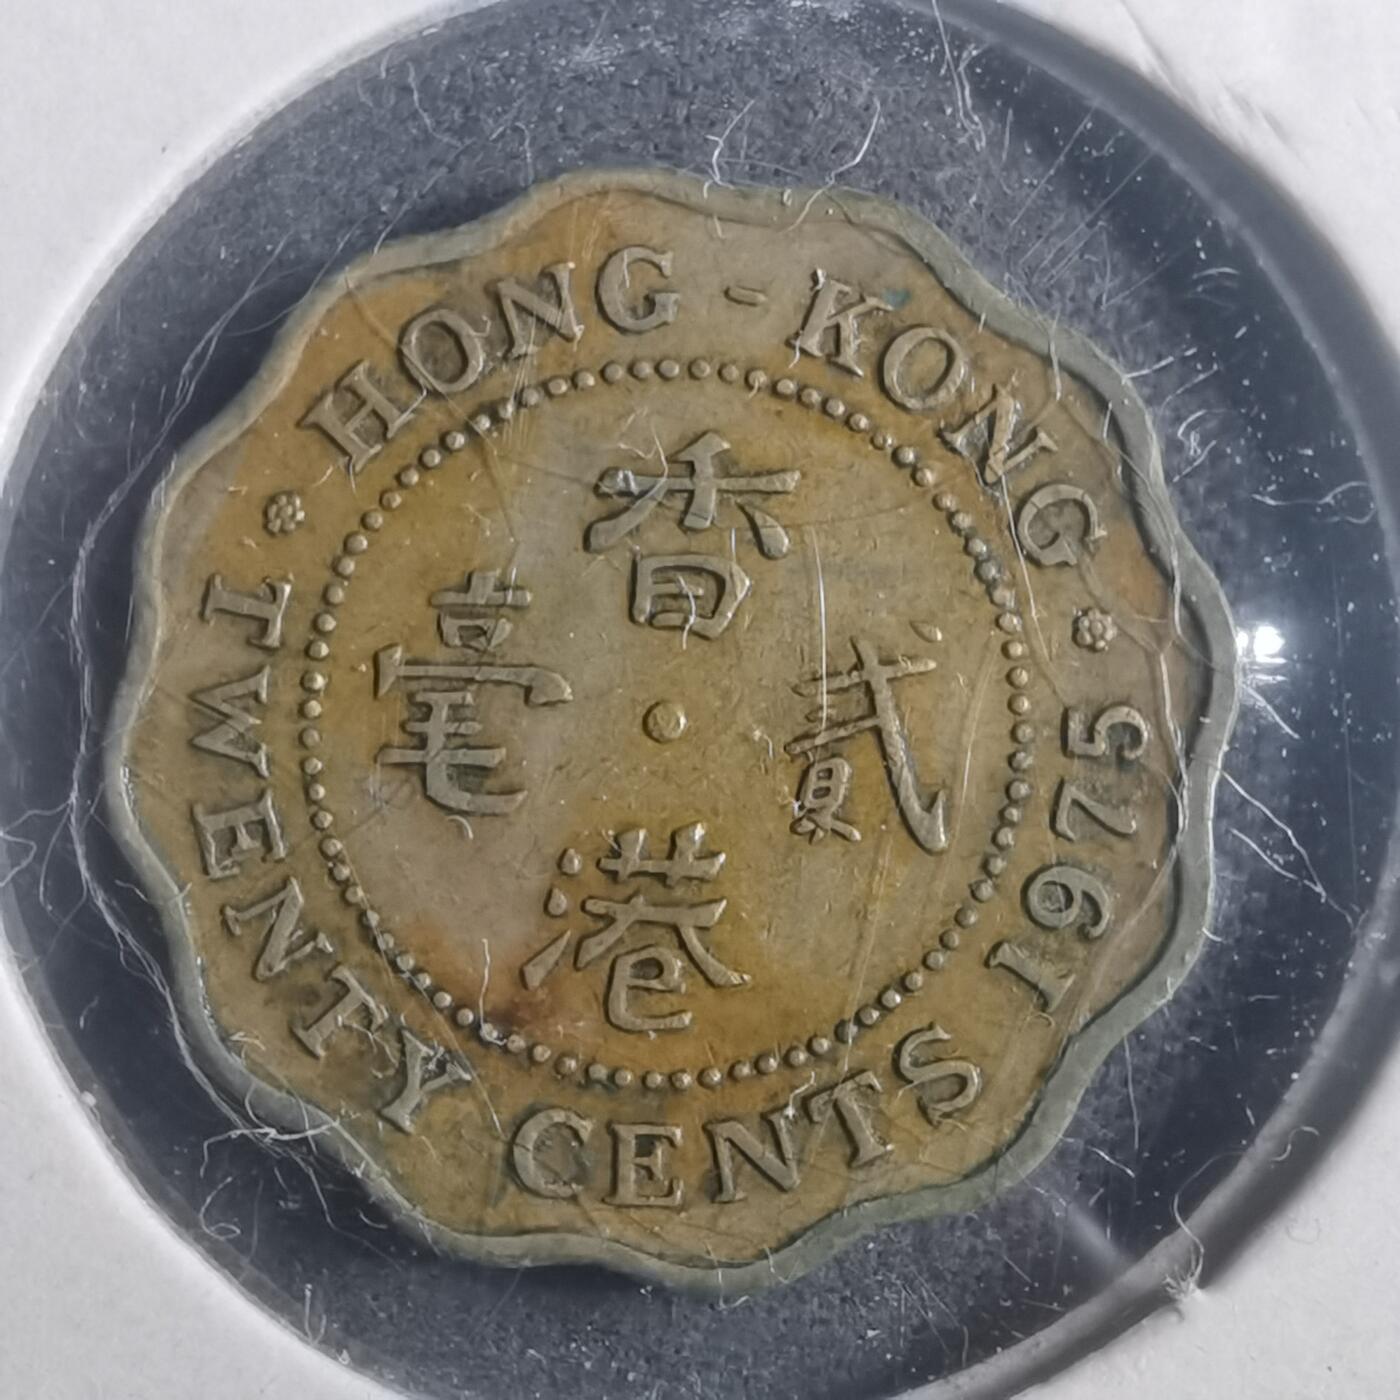 HONG-KONG
TWENTY CENTS 1975
香
港
貳
毫